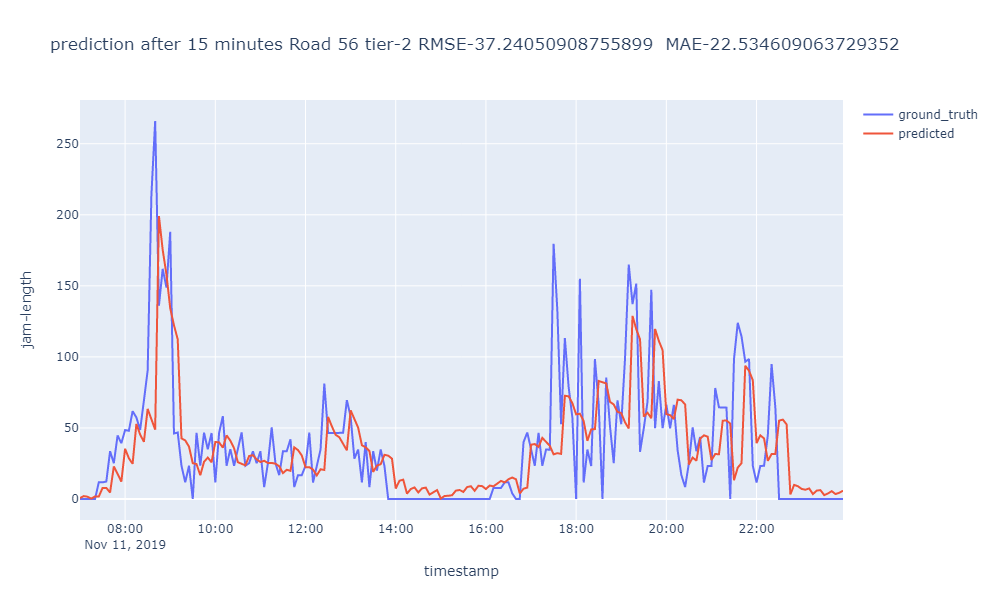 prediction after 15 minutes Road 56 tier-2 RMSE-37.24050908755899  MAE-22.534609063729352
ground_truth
predicted
250
200
150
100
50
0
jam-length
08:00 10:00 12:00 14:00 16:00 18:00 20:00 22:00
Nov 11, 2019
timestamp